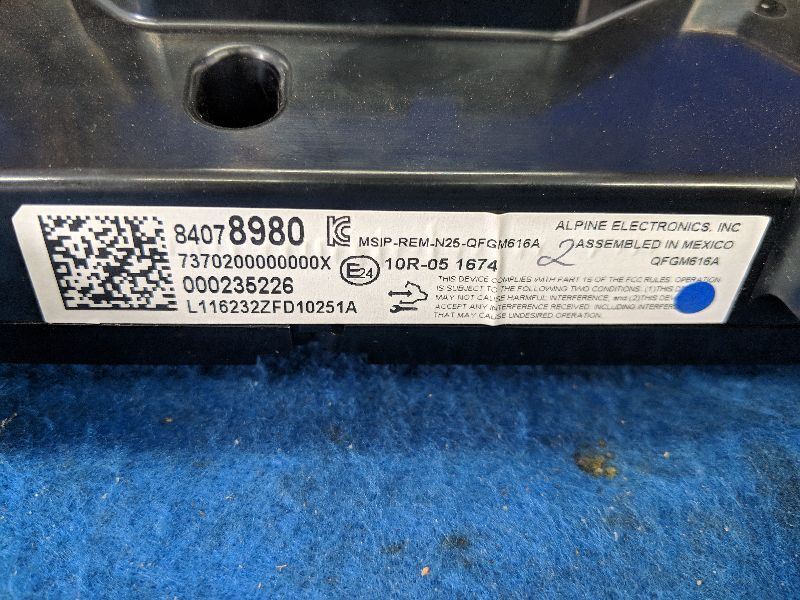 84078980
7370200000000X
000235226
L116232ZFD10251A
MSIP-REM-N25-QFGM616A
E24 10R-05 1674
ALPINE ELECTRONICS, INC
2 ASSEMBLED IN MEXICO
QFGM616A
THIS DEVICE COMPLIES WITH PART 15 OF THE FCC RULES. OPERATION
IS SUBJECT TO THE FOLLOWING TWO CONDITIONS: (1)THIS
MAY NOT CAUSE HARMFUL INTERFERENCE, and (2)THIS
ACCEPT ANY INTERFERENCE RECEIVED, INCLUDING
THAT MAY CAUSE UNDESIRED OPERATION.